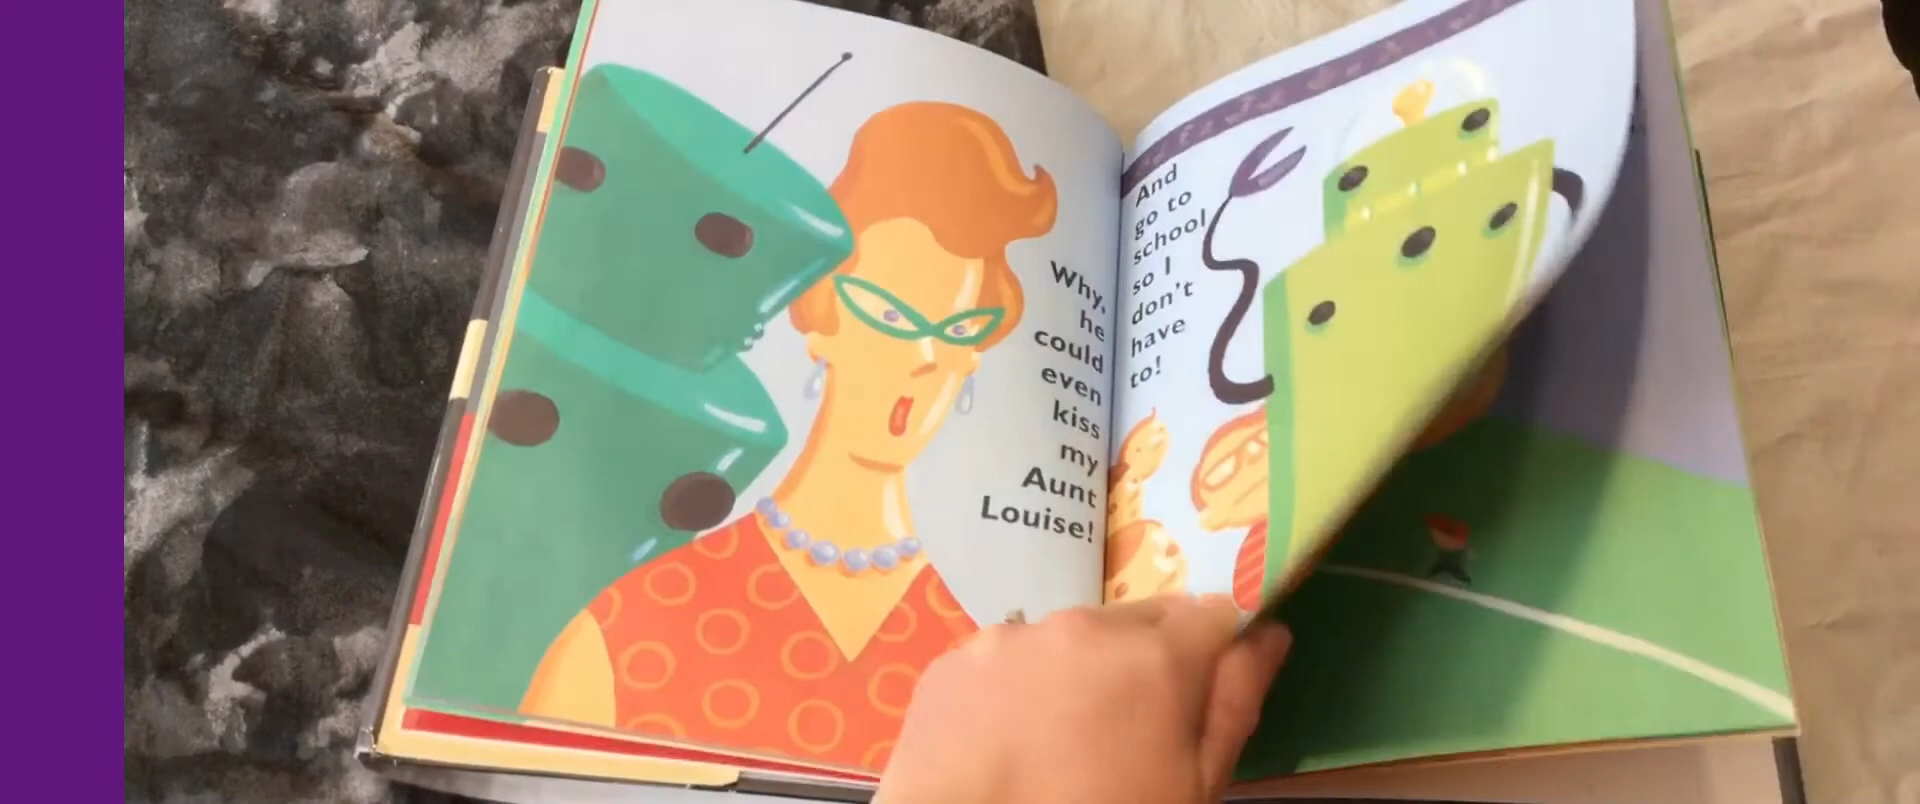 Why,
he
could
even
kiss
my
Aunt
Louise!
And
go to
school
so I
don't
have
to!